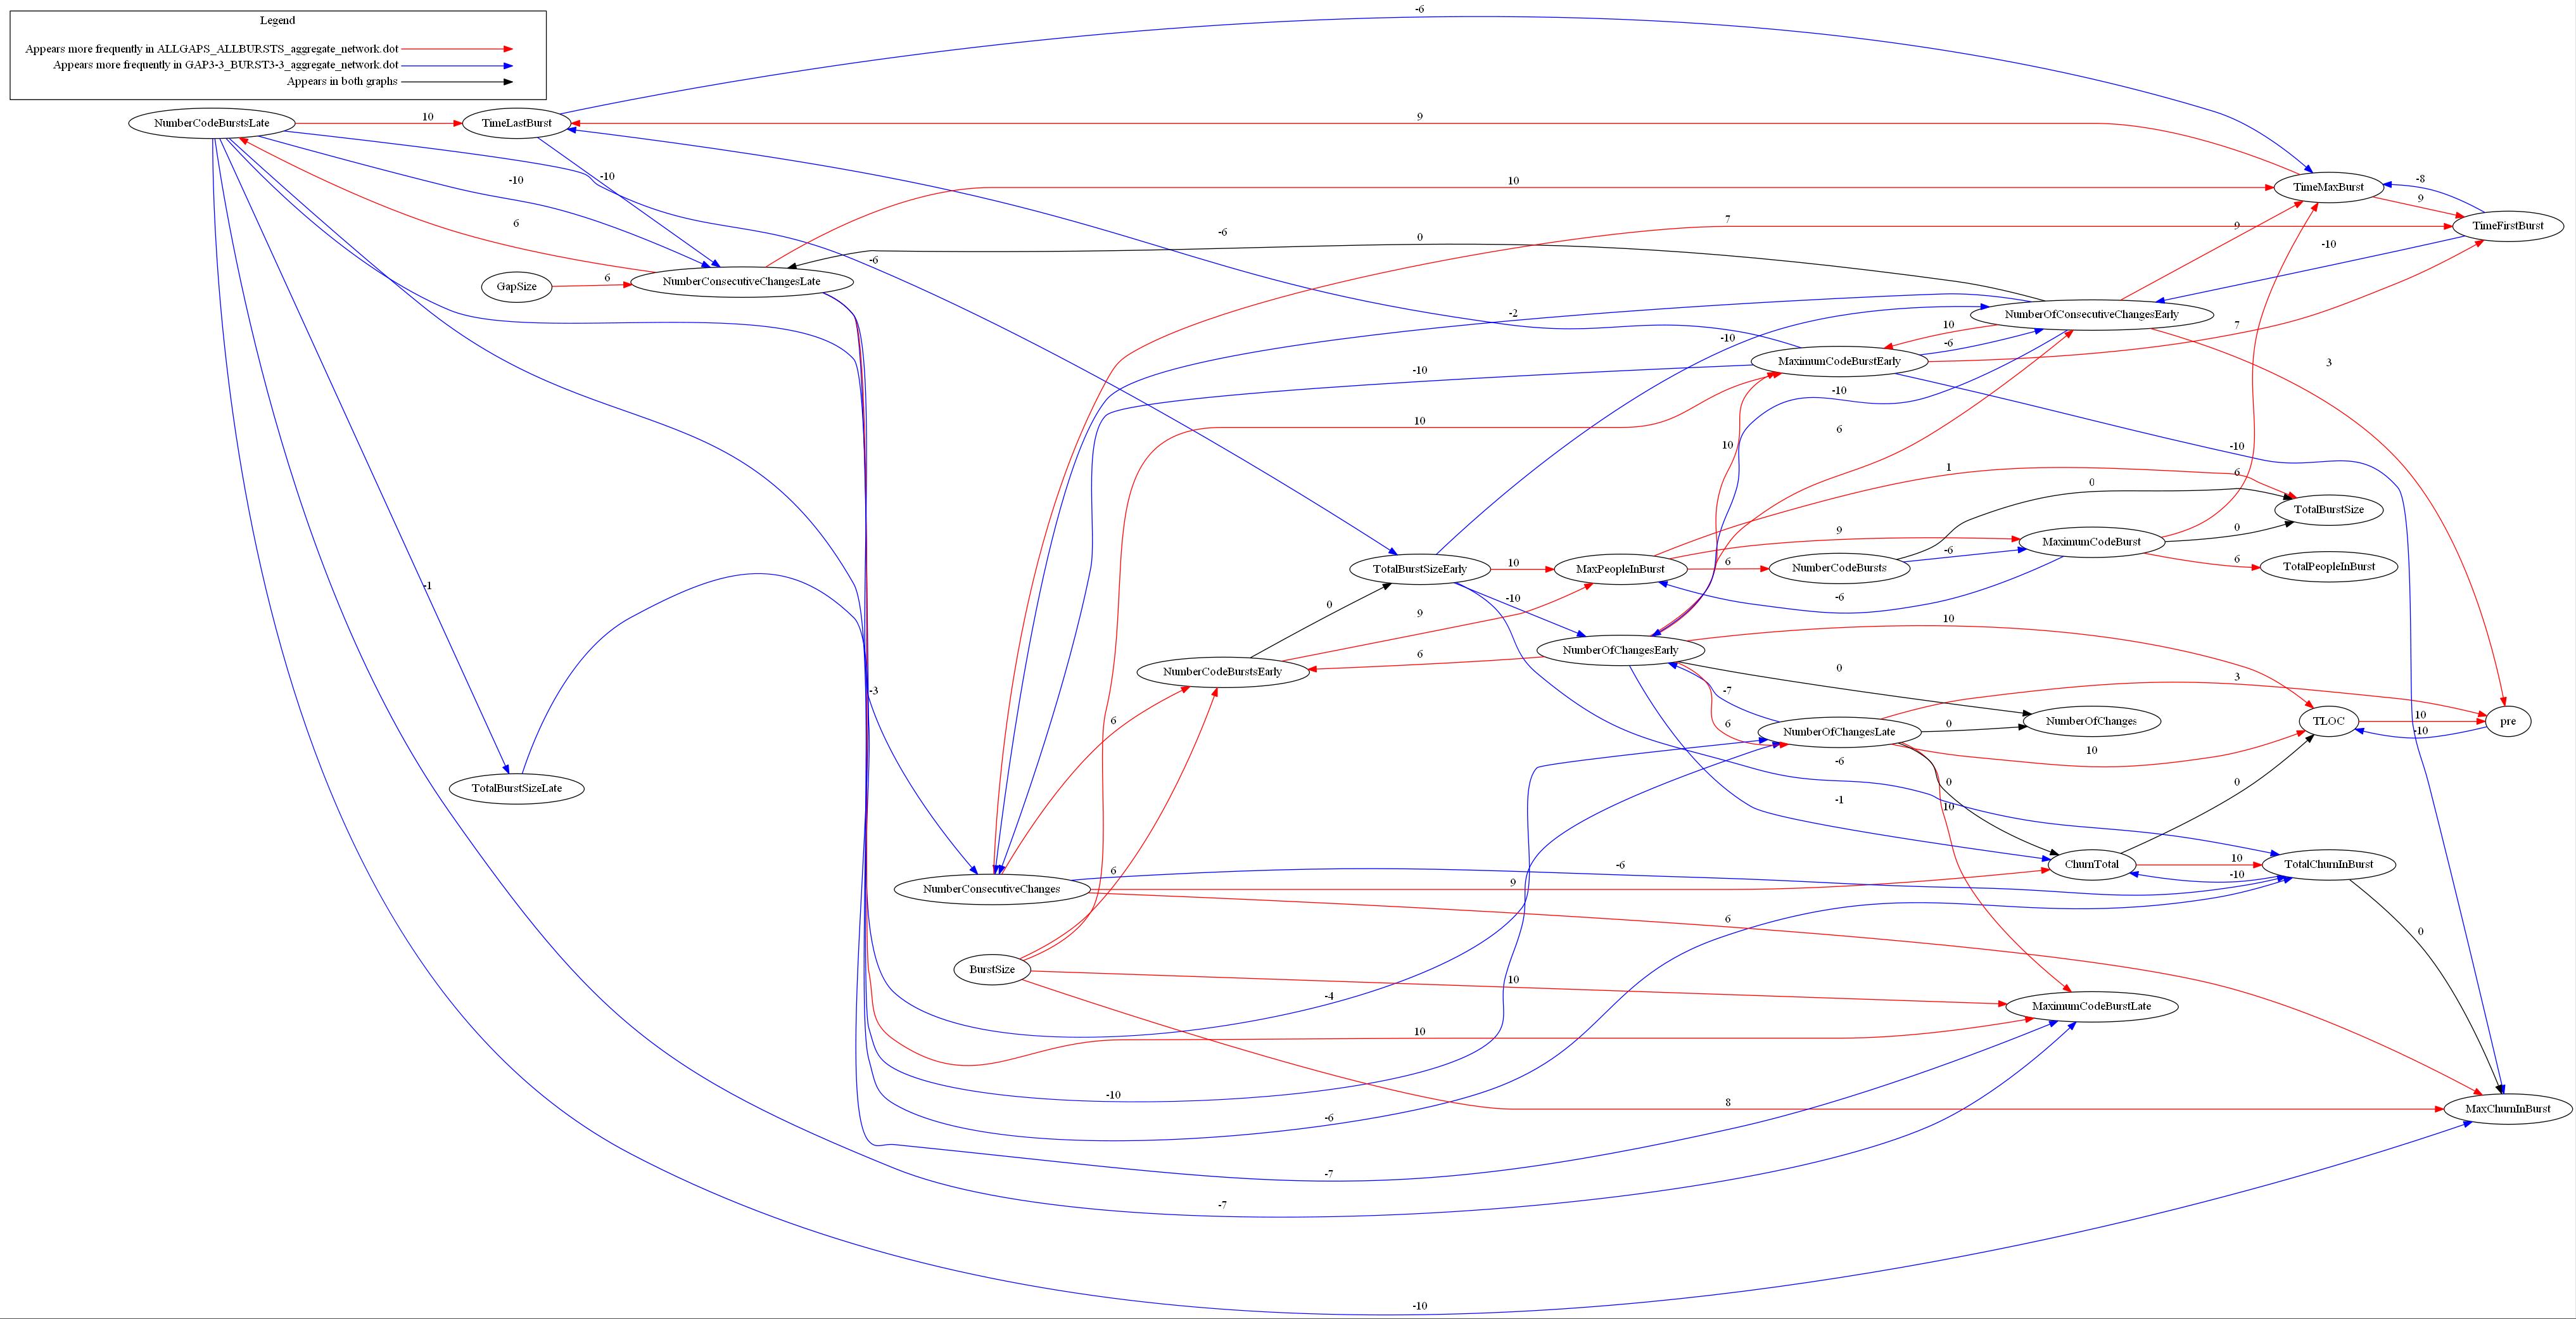 Legend
Appears more frequently in ALLGAPS_ALLBURSTS_aggregate_network.dot
Appears more frequently in GAP3-3_BURST3-3_aggregate_network.dot
Appears in both graphs
-6
NumberCodeBurstsLate
10
TimeLastBurst
9
-10
-10
10
TimeMaxBurst
-8
9
6
-6
7
9
TimeFirstBurst
0
-6
-10
GapSize
6
NumberConsecutiveChangesLate
-2
NumberOfConsecutiveChangesEarly
10
-10
-6
7
MaximumCodeBurstEarly
3
-10
-10
10
6
10
-10
1
6
0
TotalBurstSize
9
0
MaximumCodeBurst
-6
TotalBurstSizeEarly
10
MaxPeopleInBurst
6
NumberCodeBursts
6
TotalPeopleInBurst
-1
-10
-6
0
9
10
NumberOfChangesEarly
6
NumberCodeBurstsEarly
0
3
-3
-7
6
0
NumberOfChanges
TLOC
10
pre
-10
NumberOfChangesLate
6
10
-6
0
0
TotalBurstSizeLate
-1
10
ChurnTotal
10
TotalChurnInBurst
-10
-6
6
9
NumberConsecutiveChanges
6
0
BurstSize
10
-4
MaximumCodeBurstLate
10
-10
8
MaxChurnInBurst
-6
-7
-7
-10